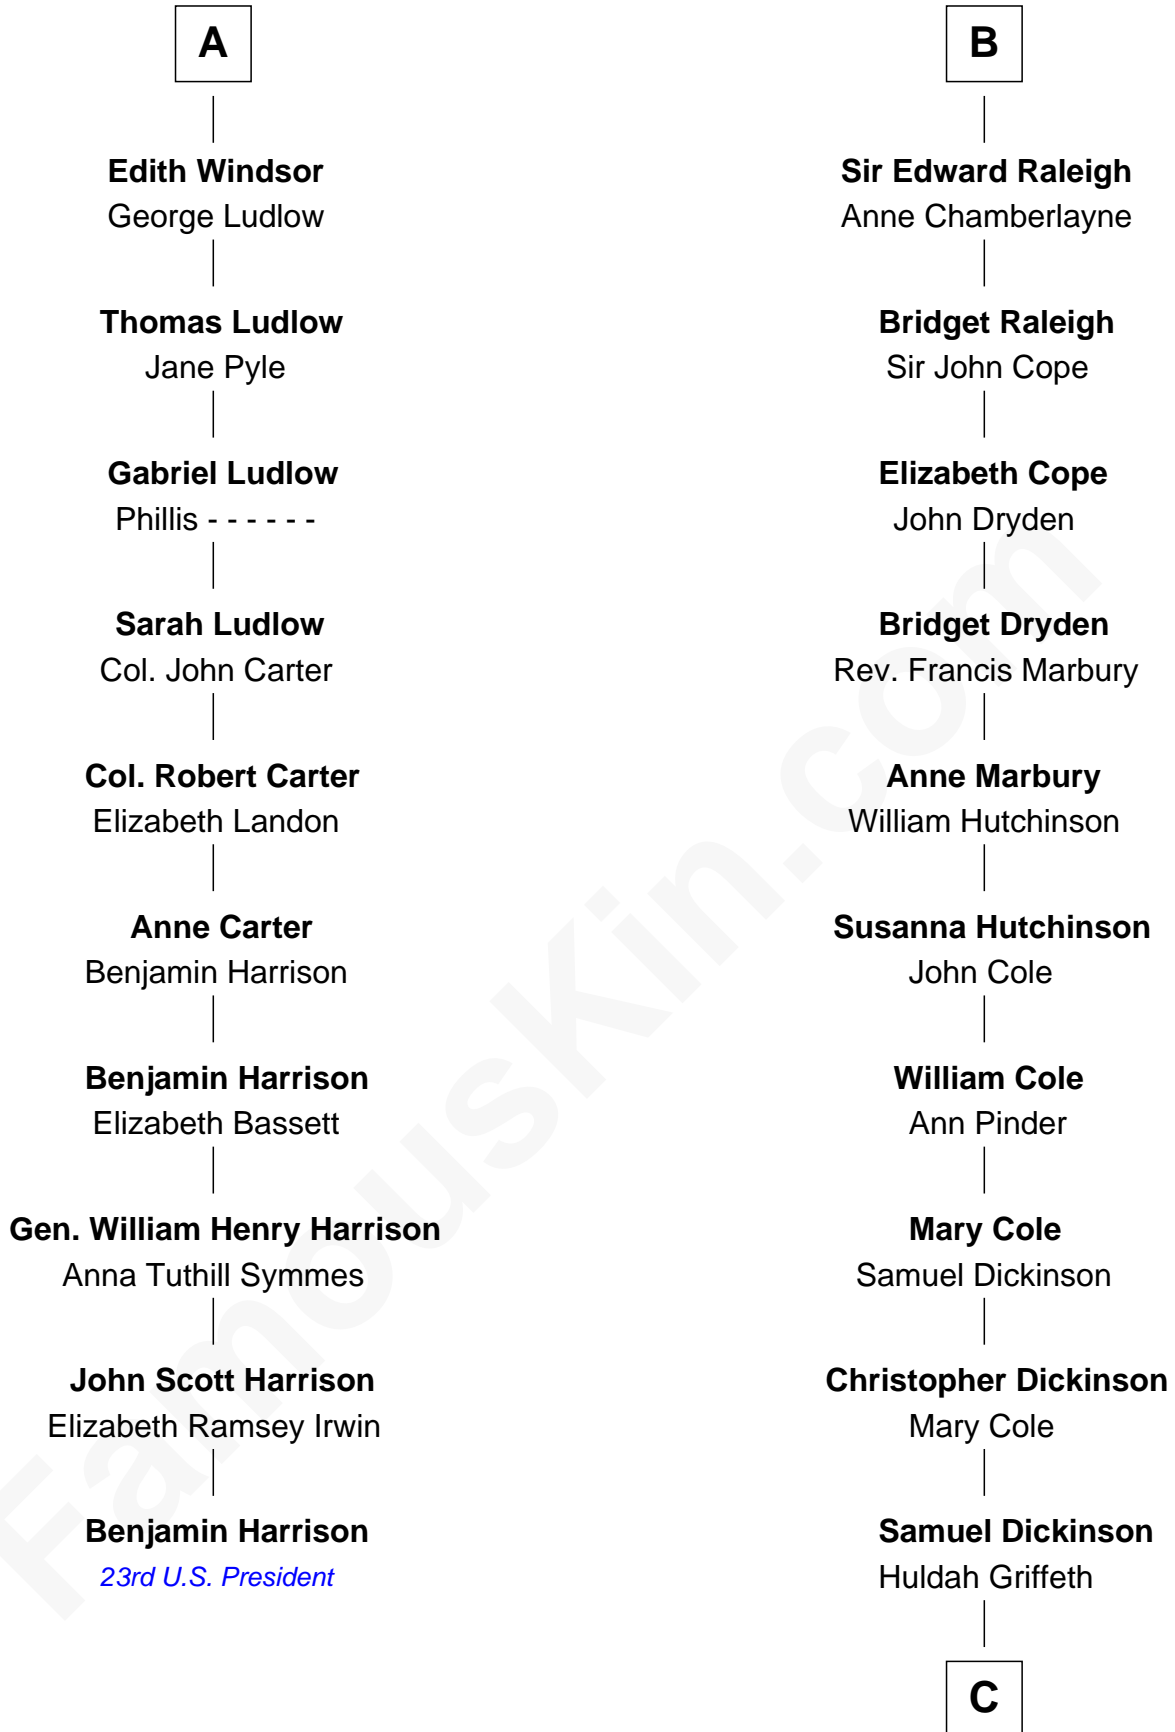 A
Edith Windsor
George Ludlow
Thomas Ludlow
Jane Pyle
Gabriel Ludlow
Phillis - - - - - -
Sarah Ludlow
Col. John Carter
Col. Robert Carter
Elizabeth Landon
Anne Carter
Benjamin Harrison
Benjamin Harrison
Elizabeth Bassett
Gen. William Henry Harrison
Anna Tuthill Symmes
John Scott Harrison
Elizabeth Ramsey Irwin
Benjamin Harrison
23rd U.S. President
B
Sir Edward Raleigh
Anne Chamberlayne
Bridget Raleigh
Sir John Cope
Elizabeth Cope
John Dryden
Bridget Dryden
Rev. Francis Marbury
Anne Marbury
William Hutchinson
Susanna Hutchinson
John Cole
William Cole
Ann Pinder
Mary Cole
Samuel Dickinson
Christopher Dickinson
Mary Cole
Samuel Dickinson
Huldah Griffeth
C
FamousKin.com